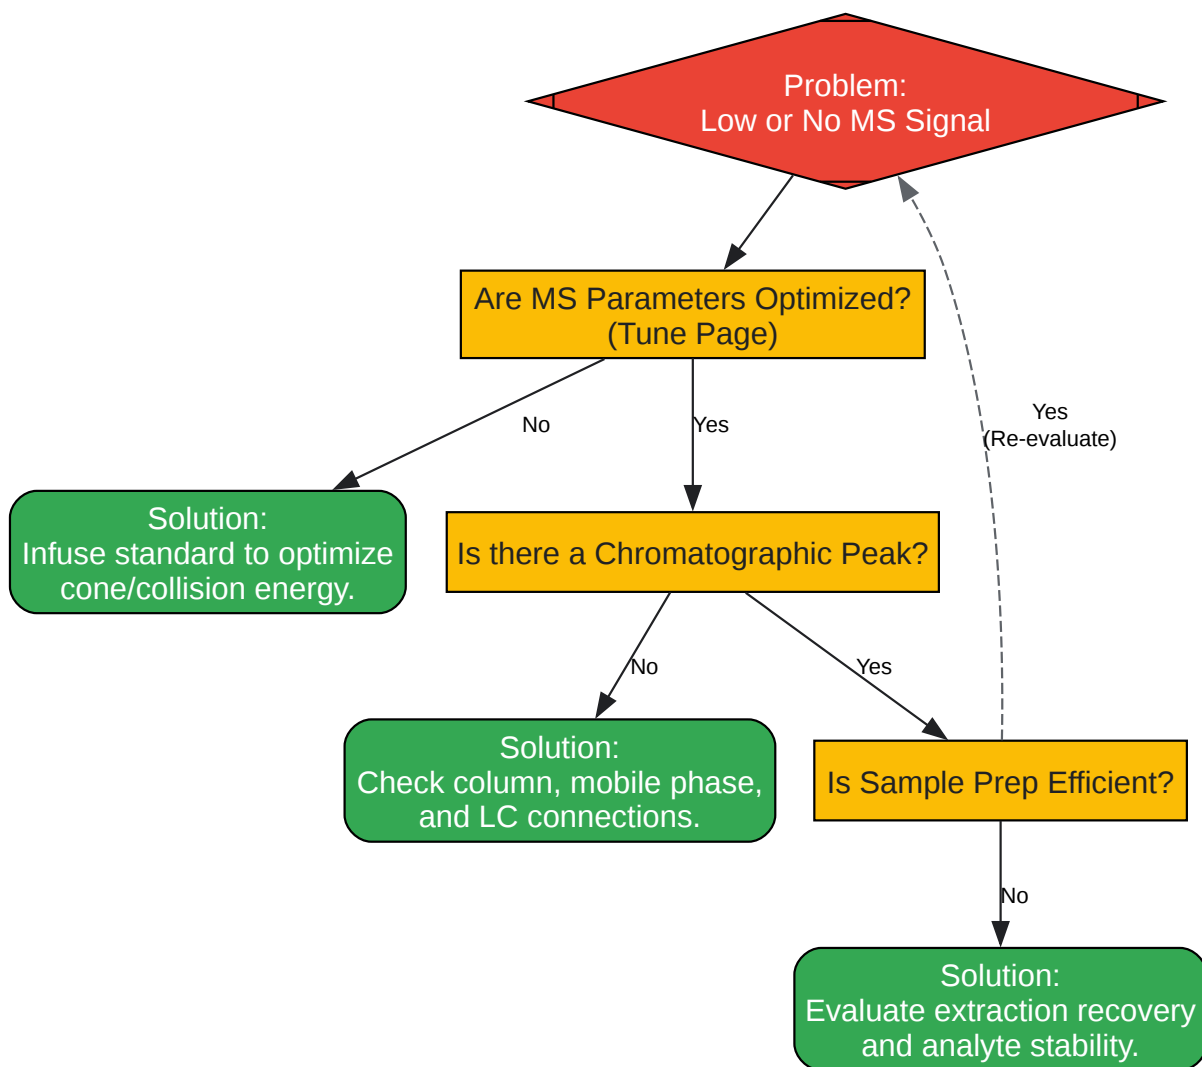 Problem:
Low or No MS Signal
Are MS Parameters Optimized?
(Tune Page)
No
Yes
Yes
(Re-evaluate)
Solution:
Infuse standard to optimize
cone/collision energy.
Is there a Chromatographic Peak?
No
Yes
Solution:
Check column, mobile phase,
and LC connections.
Is Sample Prep Efficient?
No
Solution:
Evaluate extraction recovery
and analyte stability.